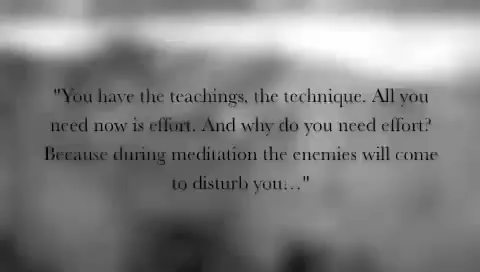 "You have the teachings, the technique. All you
need now is effort. And why do you need effort?
Because during meditation the enemies will come
to disturb you..."